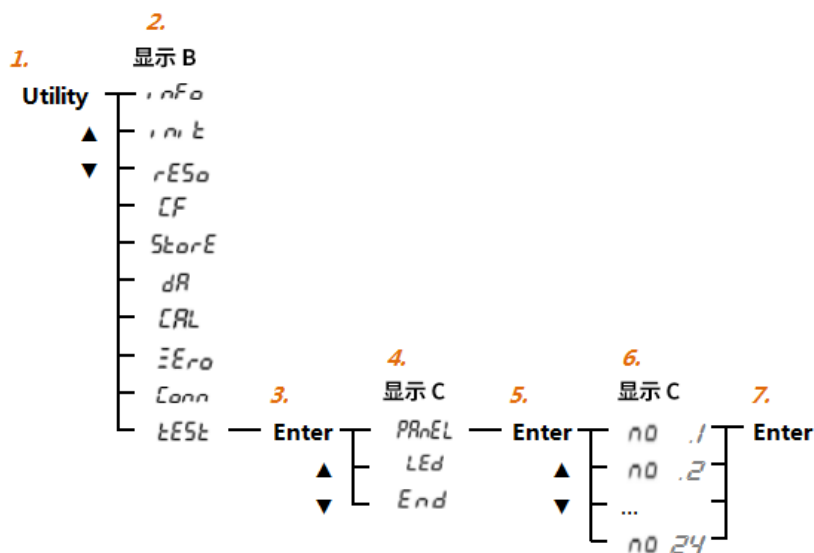 2.
1.
显示 B
Utility
inFo
▲
init
▼
rESo
CF
StorE
dA
CAL
ZEro
4.
6.
Conn
3.
显示 C
5.
显示 C
7.
tESt
Enter
PAnEL
Enter
no .1
Enter
▲
LEd
▲
no .2
▼
End
▼
...
no 24